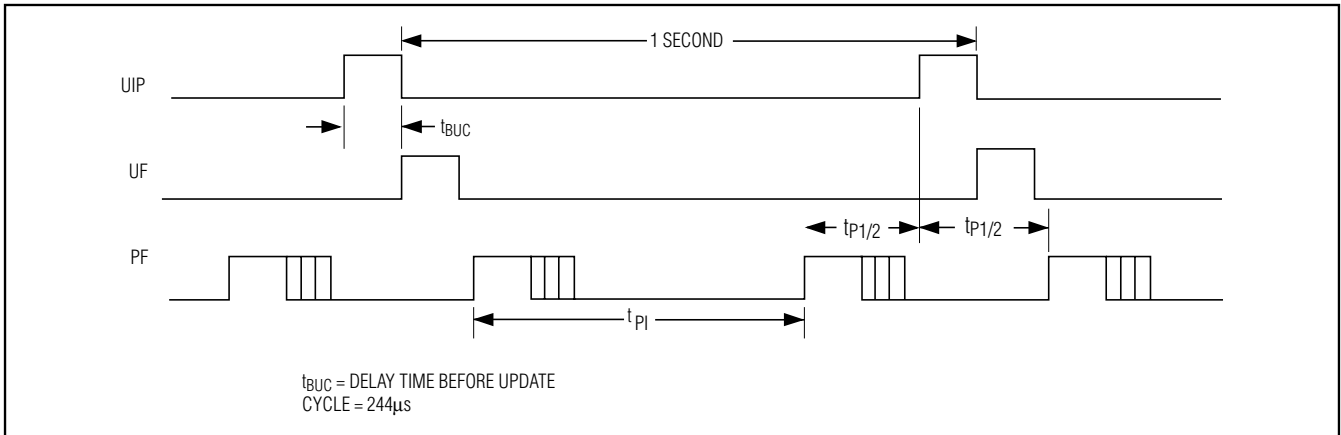 1 SECOND
UIP
tBUC
UF
tP1/2 tP1/2
PF
tPI
tBUC = DELAY TIME BEFORE UPDATE
CYCLE = 244μs